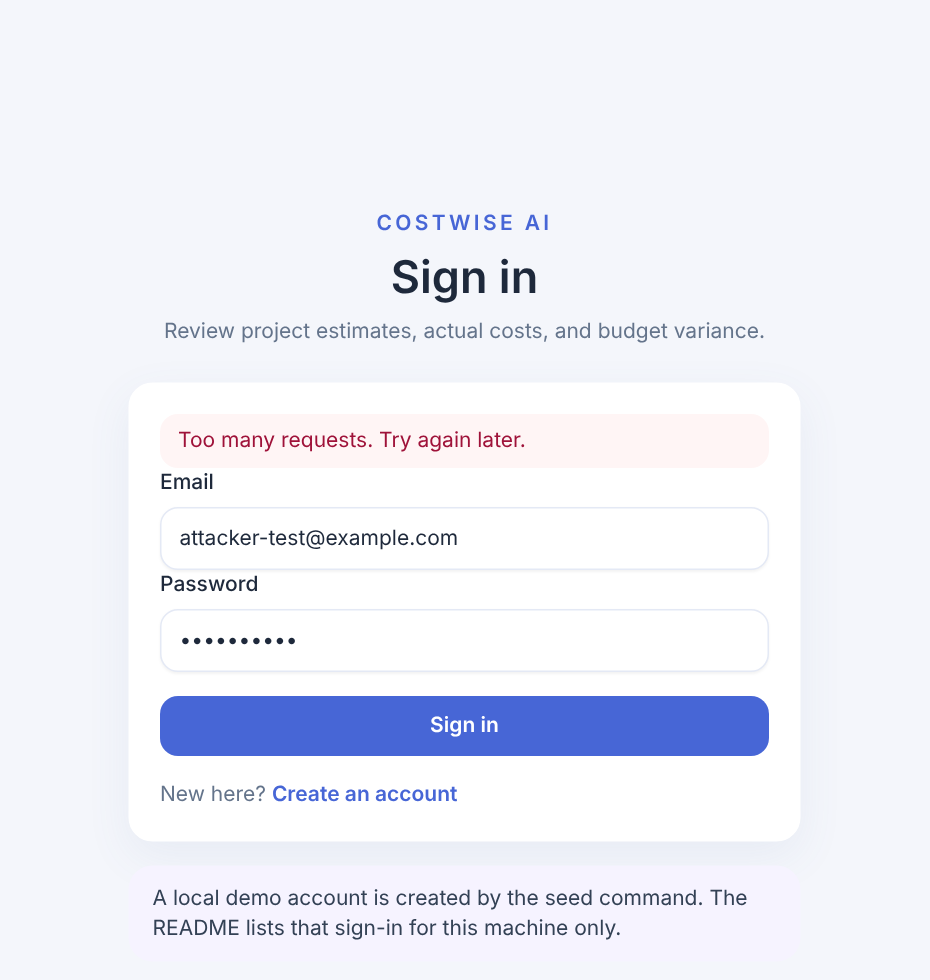 COSTWISE AI
Sign in
Review project estimates, actual costs, and budget variance.
Too many requests. Try again later.
Email
attacker-test@example.com
Password
••••••••••
Sign in
New here? Create an account
A local demo account is created by the seed command. The
README lists that sign-in for this machine only.